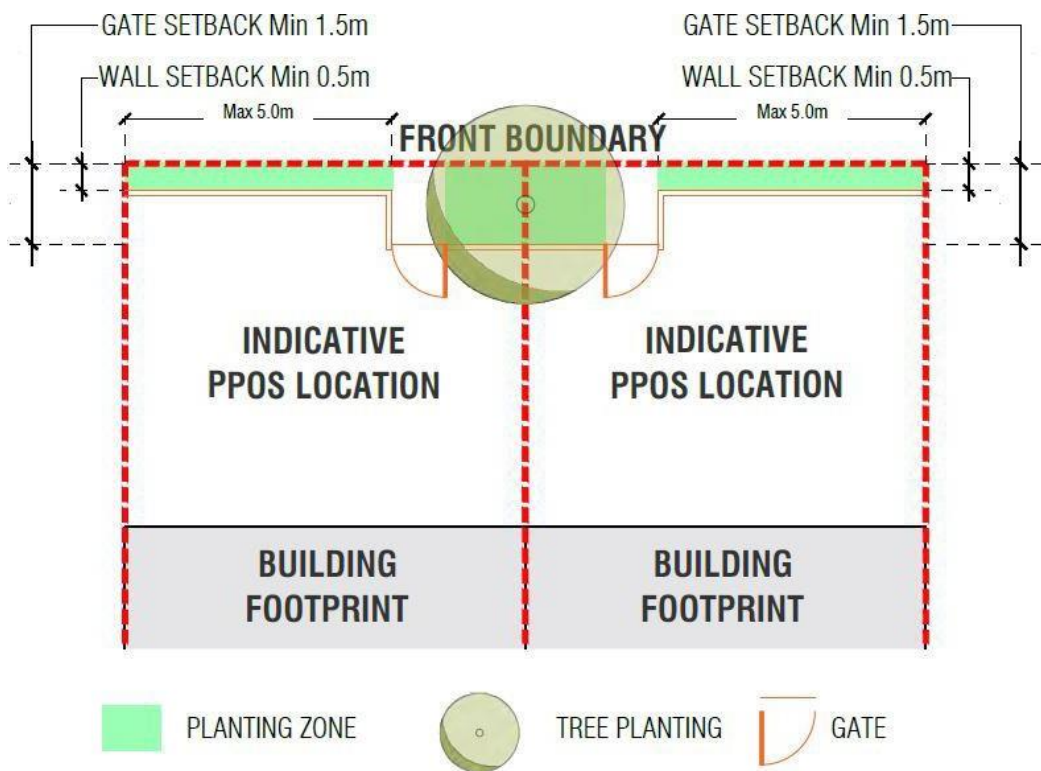 GATE SETBACK Min 1.5m
GATE SETBACK Min 1.5m
WALL SETBACK Min 0.5m
WALL SETBACK Min 0.5m
Max 5.0m
Max 5.0m
FRONT BOUNDARY
INDICATIVE
PPOS LOCATION
INDICATIVE
PPOS LOCATION
BUILDING
FOOTPRINT
BUILDING
FOOTPRINT
PLANTING ZONE
TREE PLANTING
GATE